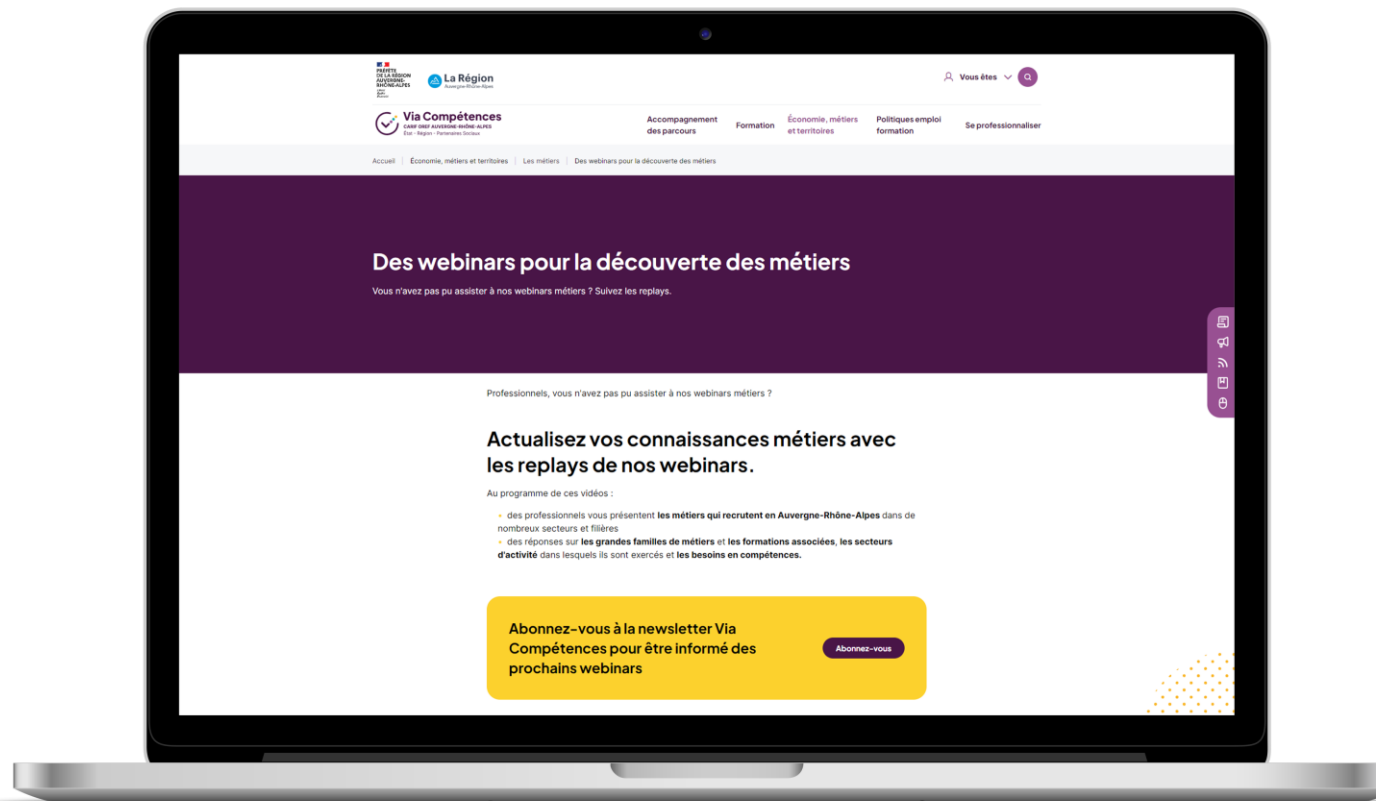 PRÉFÈTE
DE LA RÉGION
AUVERGNE-
RHÔNE-ALPES
La Région
Auvergne-Rhône-Alpes
Vous êtes
Via Compétences
CARIF OREF AUVERGNE-RHÔNE-ALPES
État - Région - Partenaires Sociaux
Accompagnement
des parcours
Formation
Économie, métiers
et territoires
Politiques emploi
formation
Se professionnaliser
Accueil | Économie, métiers et territoires | Les métiers | Des webinars pour la découverte des métiers
Des webinars pour la découverte des métiers
Vous n'avez pas pu assister à nos webinars métiers ? Suivez les replays.
Professionnels, vous n'avez pas pu assister à nos webinars métiers ?
Actualisez vos connaissances métiers avec
les replays de nos webinars.
Au programme de ces vidéos :
• des professionnels vous présentent les métiers qui recrutent en Auvergne-Rhône-Alpes dans de
nombreux secteurs et filières
• des réponses sur les grandes familles de métiers et les formations associées, les secteurs
d'activité dans lesquels ils sont exercés et les besoins en compétences.
Abonnez-vous à la newsletter Via
Compétences pour être informé des
prochains webinars
Abonnez-vous